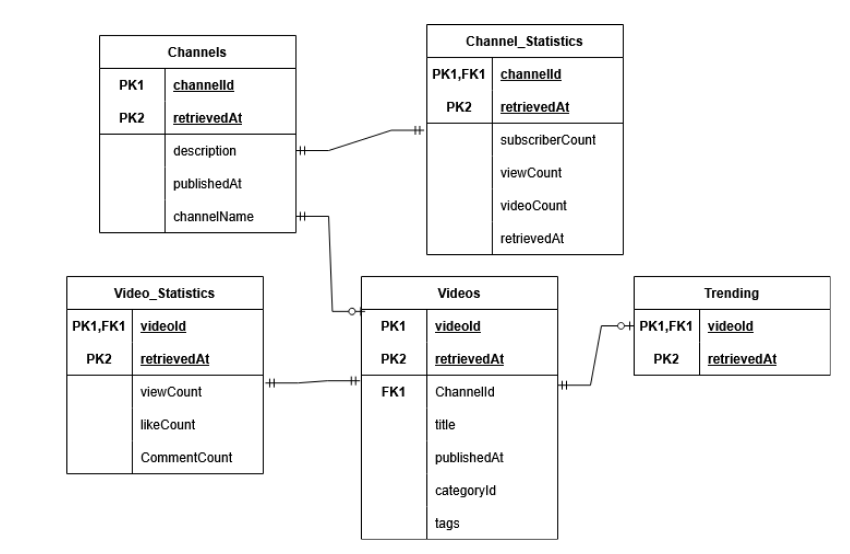 Channels
PK1 channelId
PK2 retrievedAt
description
publishedAt
channelName
Channel_Statistics
PK1,FK1 channelId
PK2 retrievedAt
subscriberCount
viewCount
videoCount
retrievedAt
Video_Statistics
PK1,FK1 videoId
PK2 retrievedAt
viewCount
likeCount
CommentCount
Videos
PK1 videoId
PK2 retrievedAt
FK1 ChannelId
title
publishedAt
categoryId
tags
Trending
PK1,FK1 videoId
PK2 retrievedAt